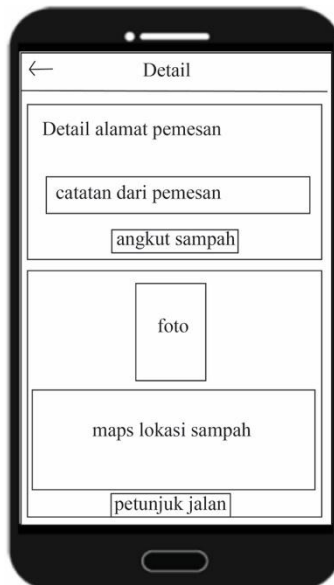 Detail
Detail alamat pemesan
catatan dari pemesan
angkut sampah
foto
maps lokasi sampah
petunjuk jalan